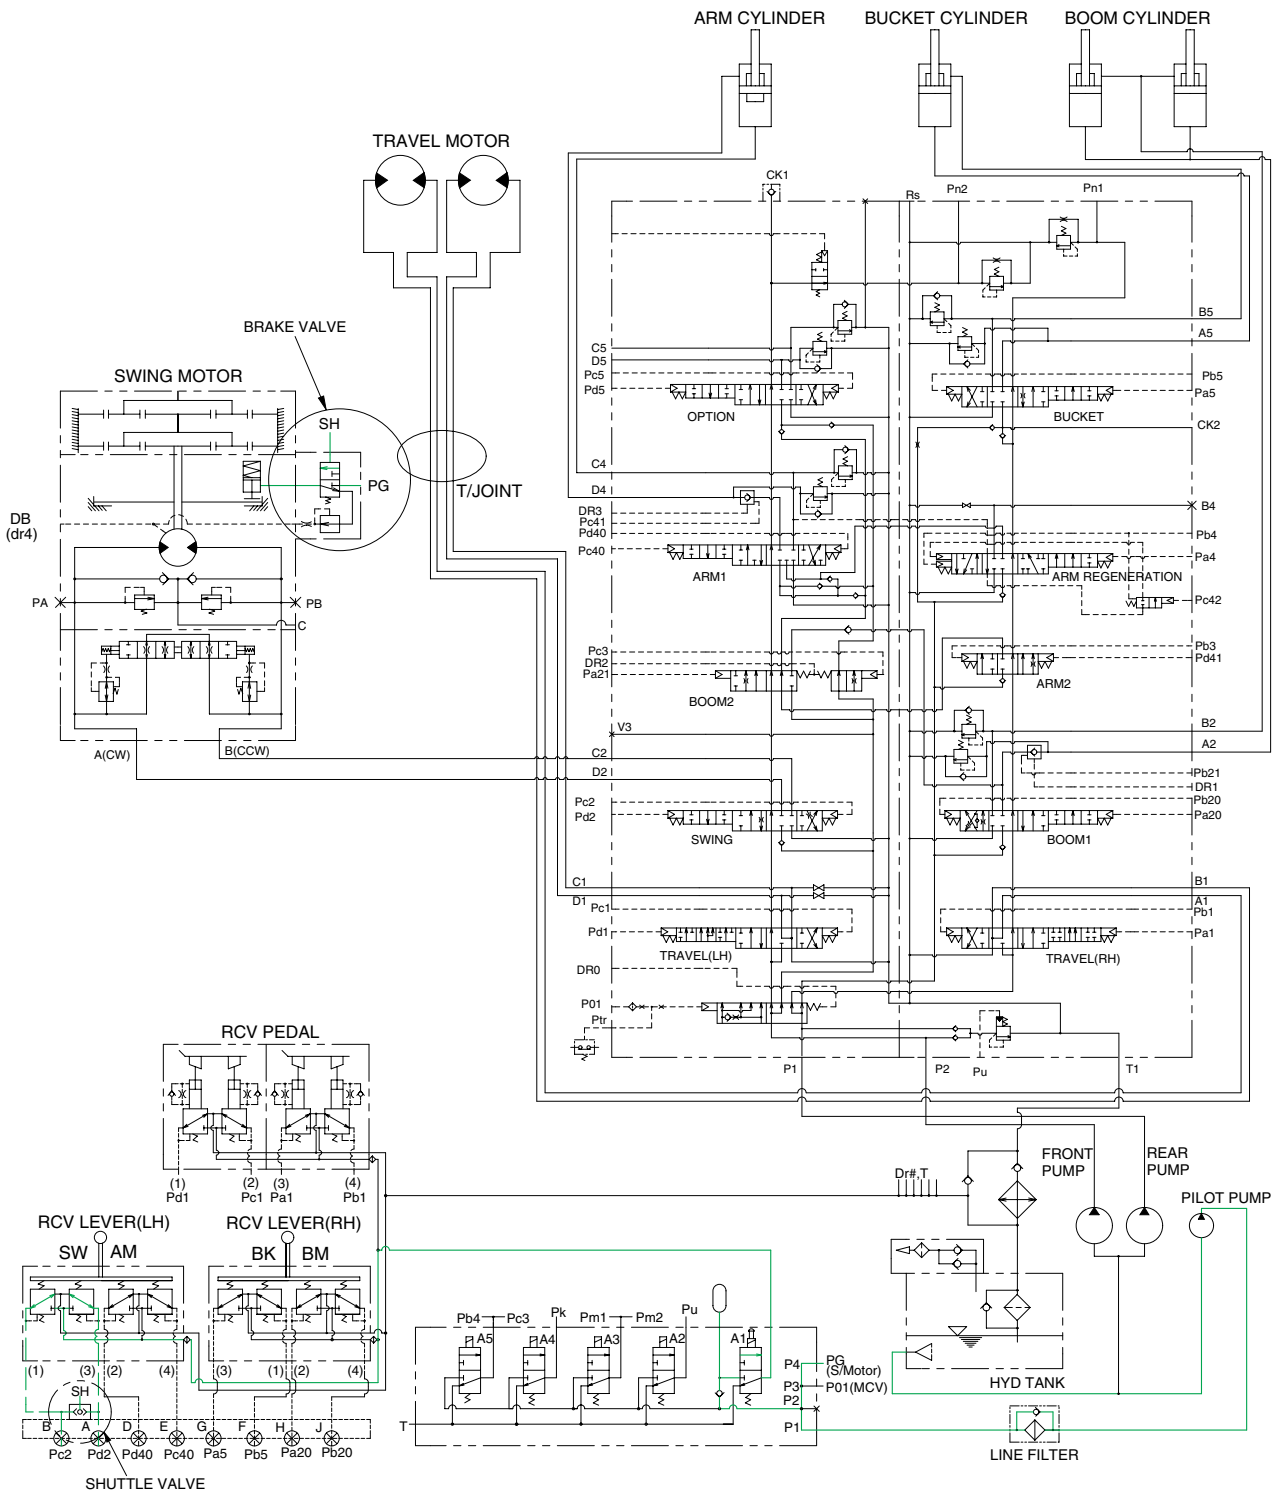 ARM CYLINDER
BUCKET CYLINDER
BOOM CYLINDER
TRAVEL MOTOR
CK1
Rs
Pn2
Pn1
BRAKE VALVE
SWING MOTOR
SH
PG
T/JOINT
DB
(dr4)
PA
PB
C
A(CW)
B(CCW)
C5
D5
Pc5
Pd5
OPTION
B5
A5
Pb5
Pa5
BUCKET
CK2
C4
D4
DR3
Pc41
Pd40
Pc40
ARM1
B4
Pb4
Pa4
ARM REGENERATION
Pc42
Pc3
DR2
Pa21
BOOM2
Pb3
Pd41
ARM2
V3
C2
D2
B2
A2
Pb21
DR1
Pc2
Pd2
SWING
Pb20
Pa20
BOOM1
C1
D1
Pc1
Pd1
TRAVEL(LH)
B1
A1
Pb1
Pa1
TRAVEL(RH)
DR0
P01
Ptr
P1
P2
Pu
T1
RCV PEDAL
(1)
Pd1
(2)
Pc1
(3)
Pa1
(4)
Pb1
FRONT
PUMP
REAR
PUMP
Dr#,T
PILOT PUMP
RCV LEVER(LH)
RCV LEVER(RH)
SW
AM
BK
BM
(1)
(3)
(2)
(4)
(3)
(1)
(2)
(4)
SH
B
A
D
E
G
F
H
J
Pc2
Pd2
Pd40
Pc40
Pa5
Pb5
Pa20
Pb20
SHUTTLE VALVE
Pb4
Pc3
Pk
Pm1
Pm2
Pu
A5
A4
A3
A2
A1
P4
PG
(S/Motor)
P3
P01(MCV)
P2
P1
T
HYD TANK
LINE FILTER